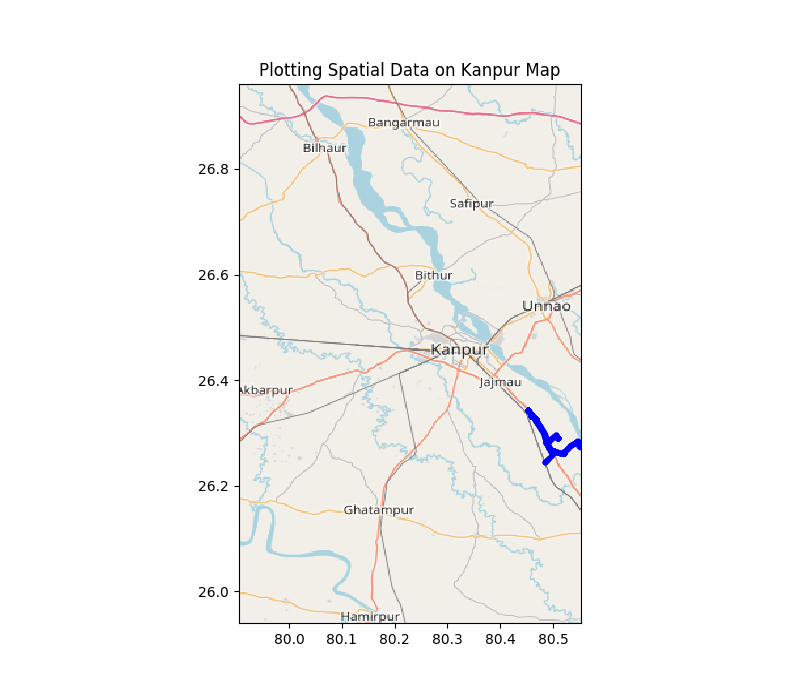 Plotting Spatial Data on Kanpur Map
Bangarmau
Bilhaur
26.8
Safipur
Bithur
26.6
Unnao
Kanpur
26.4
Jajmau
Akbarpur
26.2
Ghatampur
26.0
Hamirpur
80.0 80.1 80.2 80.3 80.4 80.5